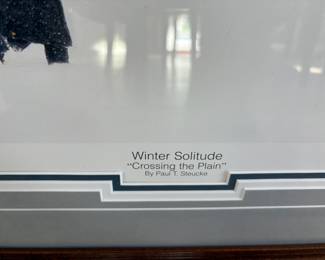 Winter Solitude
"Crossing the Plain"
By Paul T. Steucke